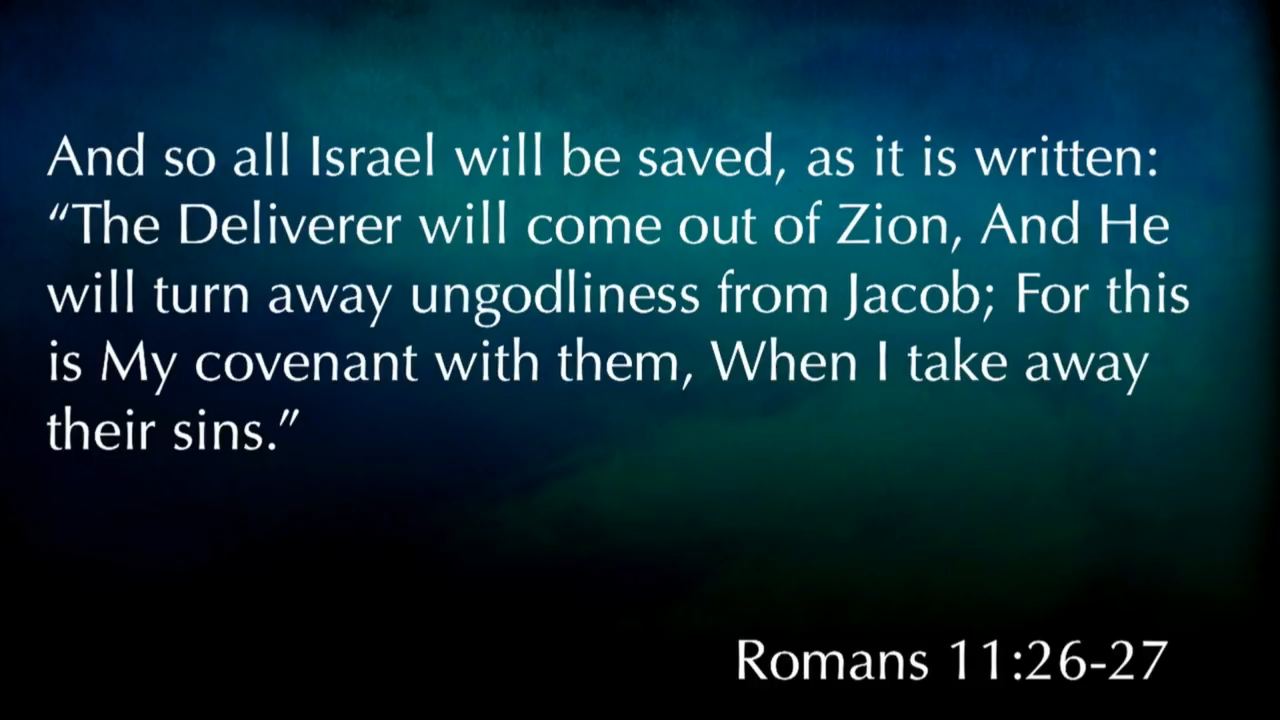 And so all Israel will be saved, as it is written:
“The Deliverer will come out of Zion, And He
will turn away ungodliness from Jacob; For this
is My covenant with them, When I take away
their sins.”
Romans 11:26-27